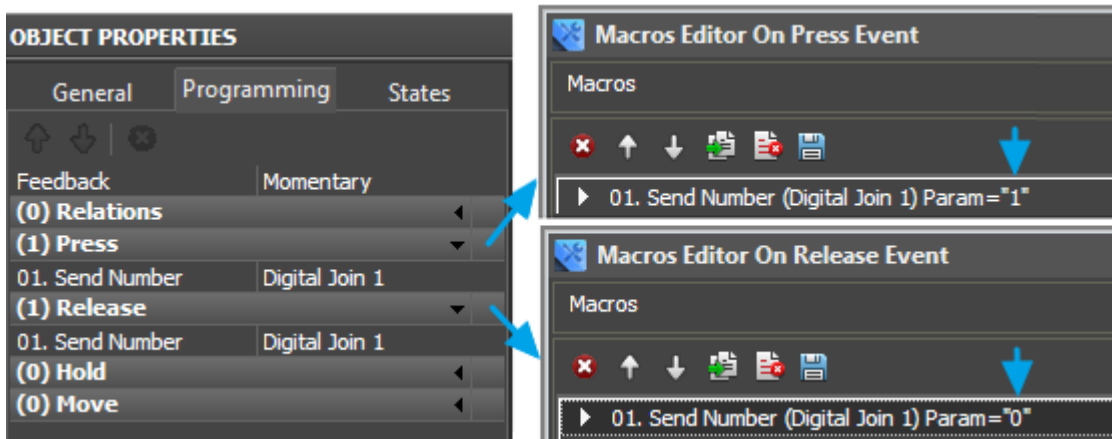 OBJECT PROPERTIES
General Programming States
Feedback Momentary
(0) Relations
(1) Press
01. Send Number Digital Join 1
(1) Release
01. Send Number Digital Join 1
(0) Hold
(0) Move
Macros Editor On Press Event
Macros
01. Send Number (Digital Join 1) Param="1"
Macros Editor On Release Event
Macros
01. Send Number (Digital Join 1) Param="0"